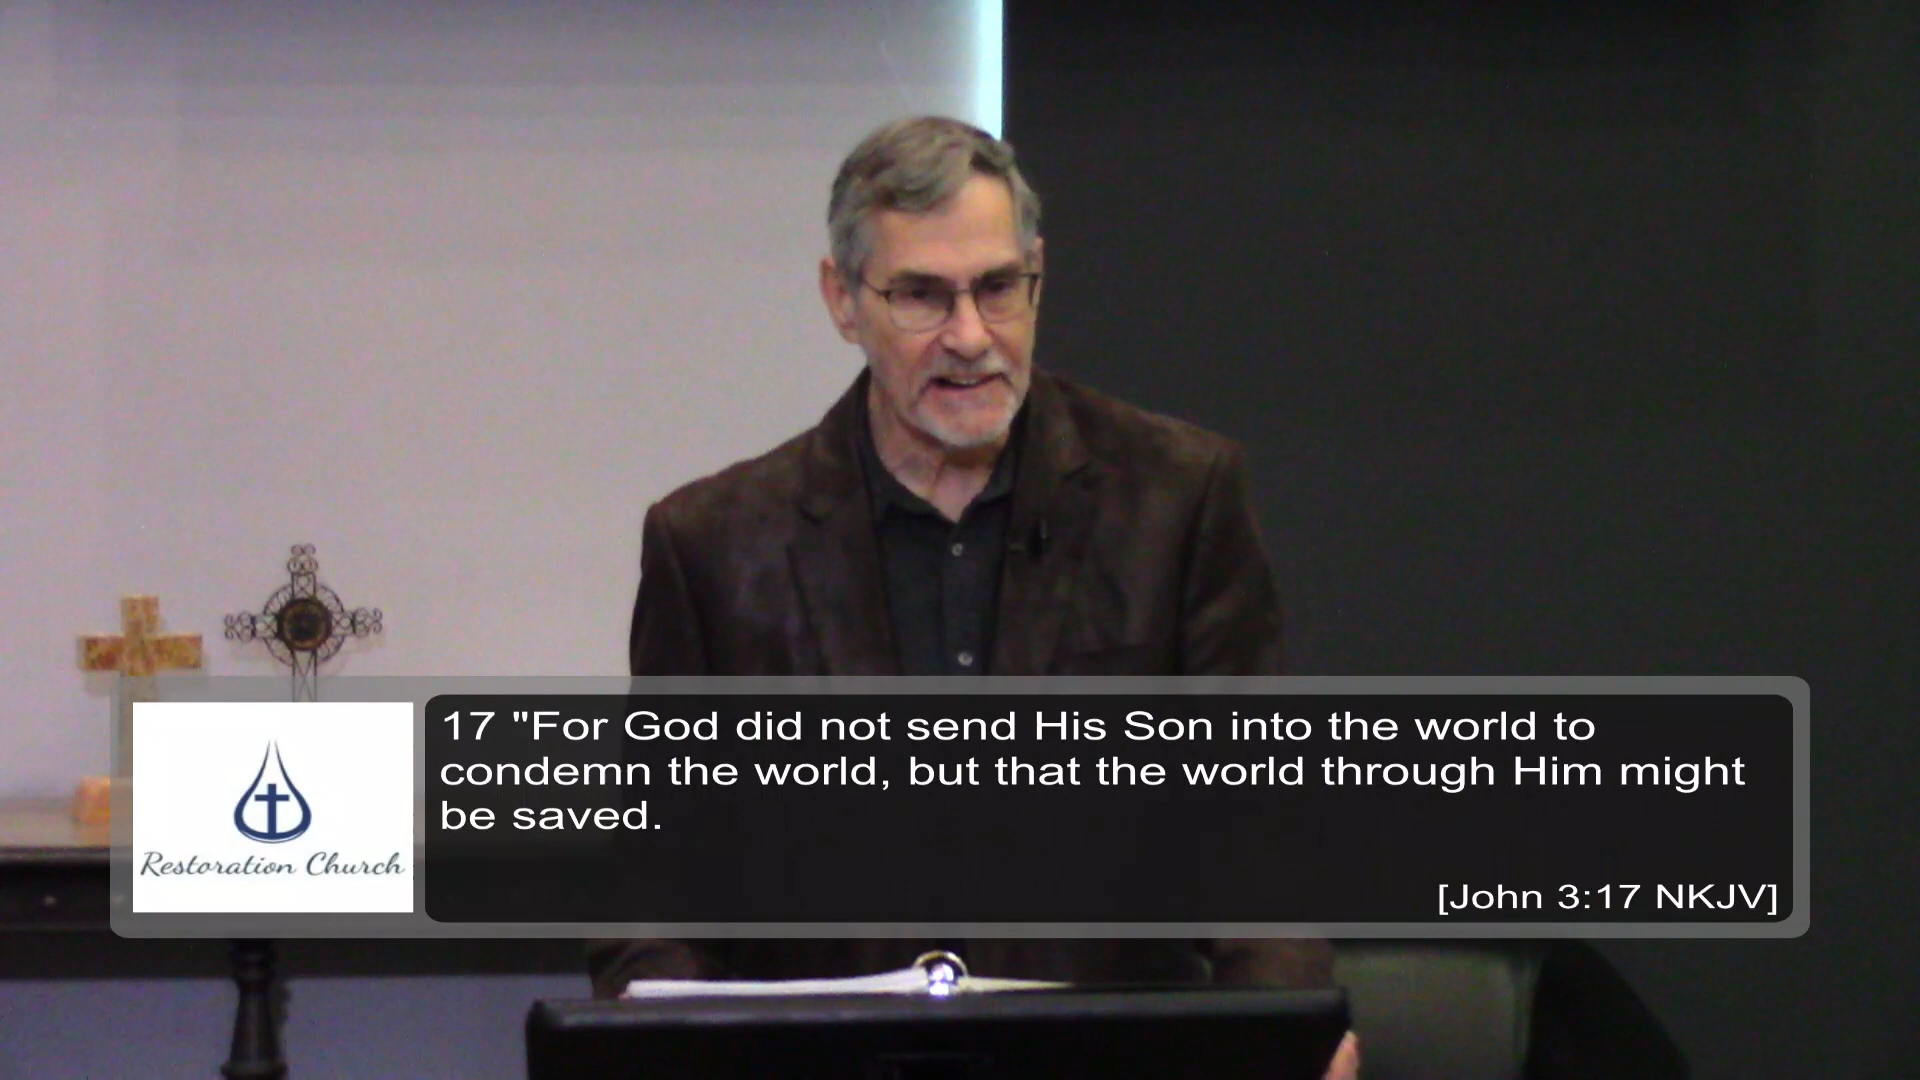 17 "For God did not send His Son into the world to
condemn the world, but that the world through Him might
be saved.
[John 3:17 NKJV]
Restoration Church